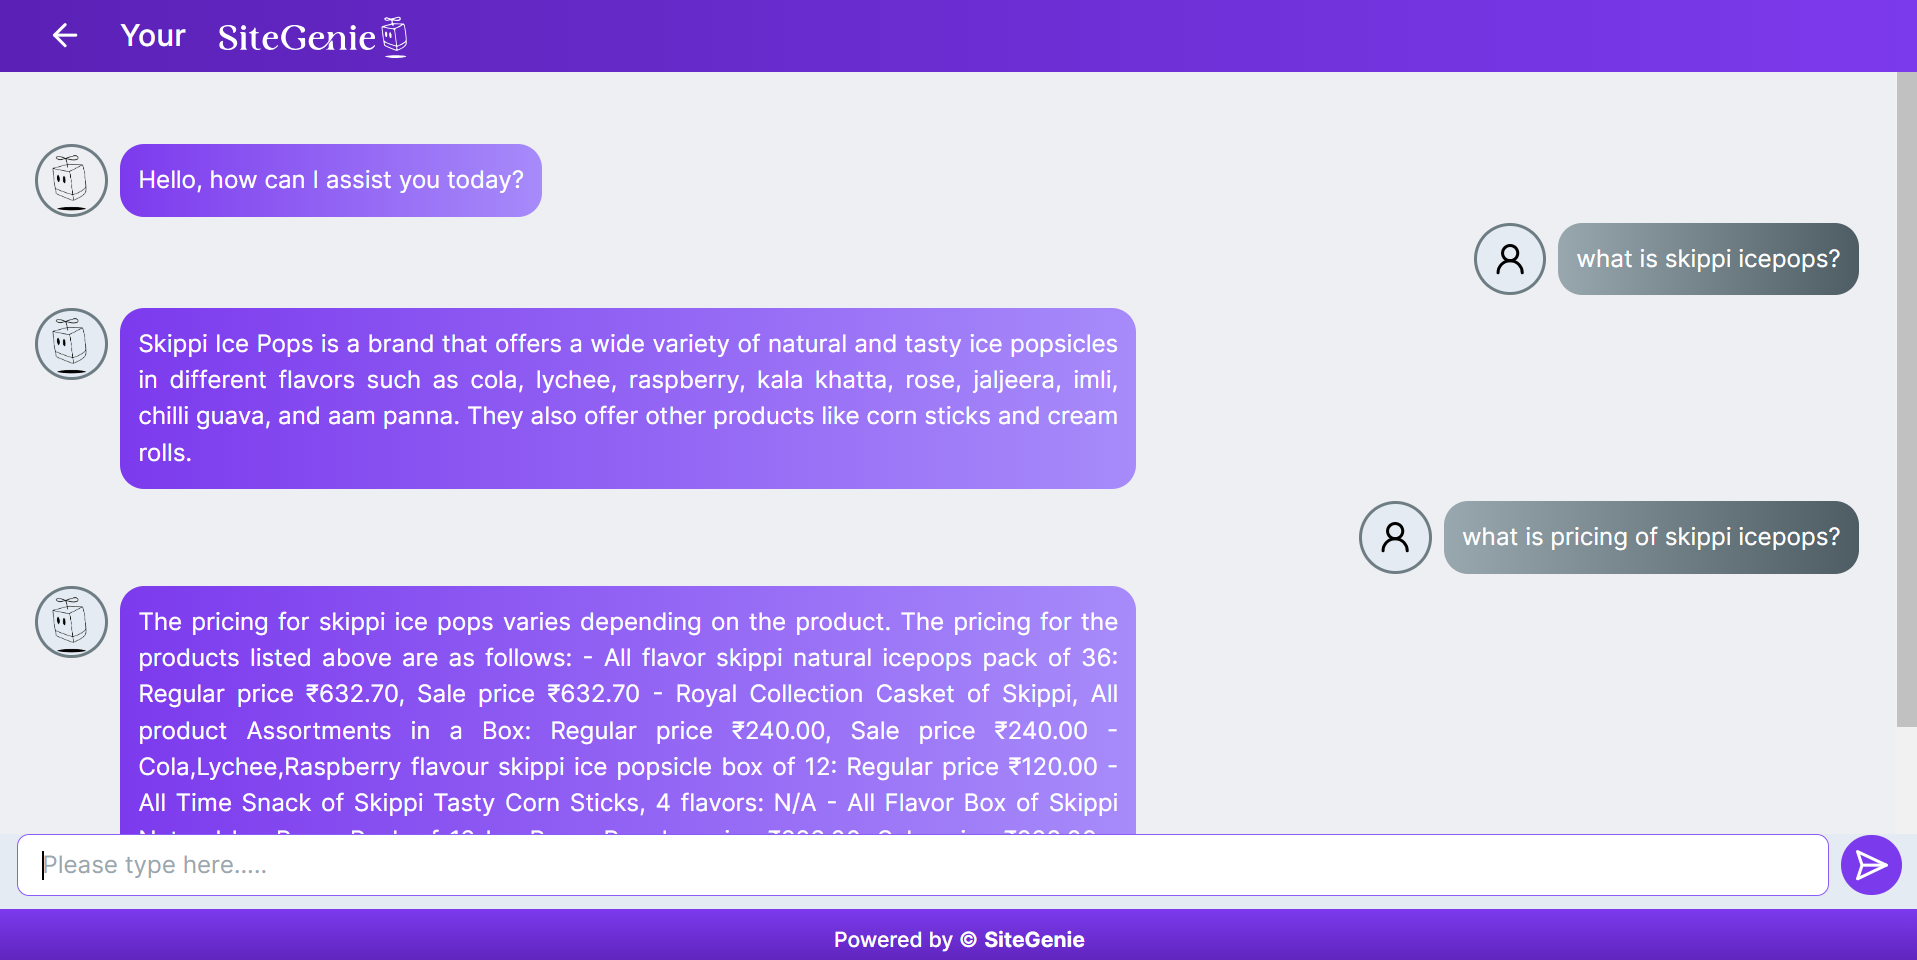 Your SiteGenie
Hello, how can I assist you today?
what is skippi icepops?
Skippi Ice Pops is a brand that offers a wide variety of natural and tasty ice popsicles
in different flavors such as cola, lychee, raspberry, kala khatta, rose, jaljeera, imli,
chilli guava, and aam panna. They also offer other products like corn sticks and cream
rolls.
what is pricing of skippi icepops?
The pricing for skippi ice pops varies depending on the product. The pricing for the
products listed above are as follows: - All flavor skippi natural icepops pack of 36:
Regular price ₹632.70, Sale price ₹632.70 - Royal Collection Casket of Skippi, All
product Assortments in a Box: Regular price ₹240.00, Sale price ₹240.00 -
Cola,Lychee,Raspberry flavour skippi ice popsicle box of 12: Regular price ₹120.00 -
All Time Snack of Skippi Tasty Corn Sticks, 4 flavors: N/A - All Flavor Box of Skippi
Please type here.....
Powered by © SiteGenie